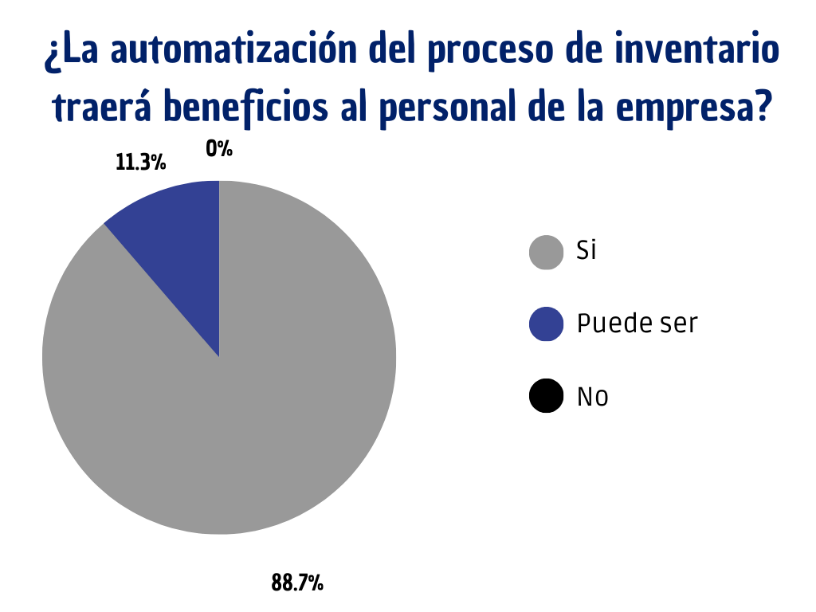 ¿La automatización del proceso de inventario
traerá beneficios al personal de la empresa?
0%
11.3%
Si
Puede ser
No
88.7%